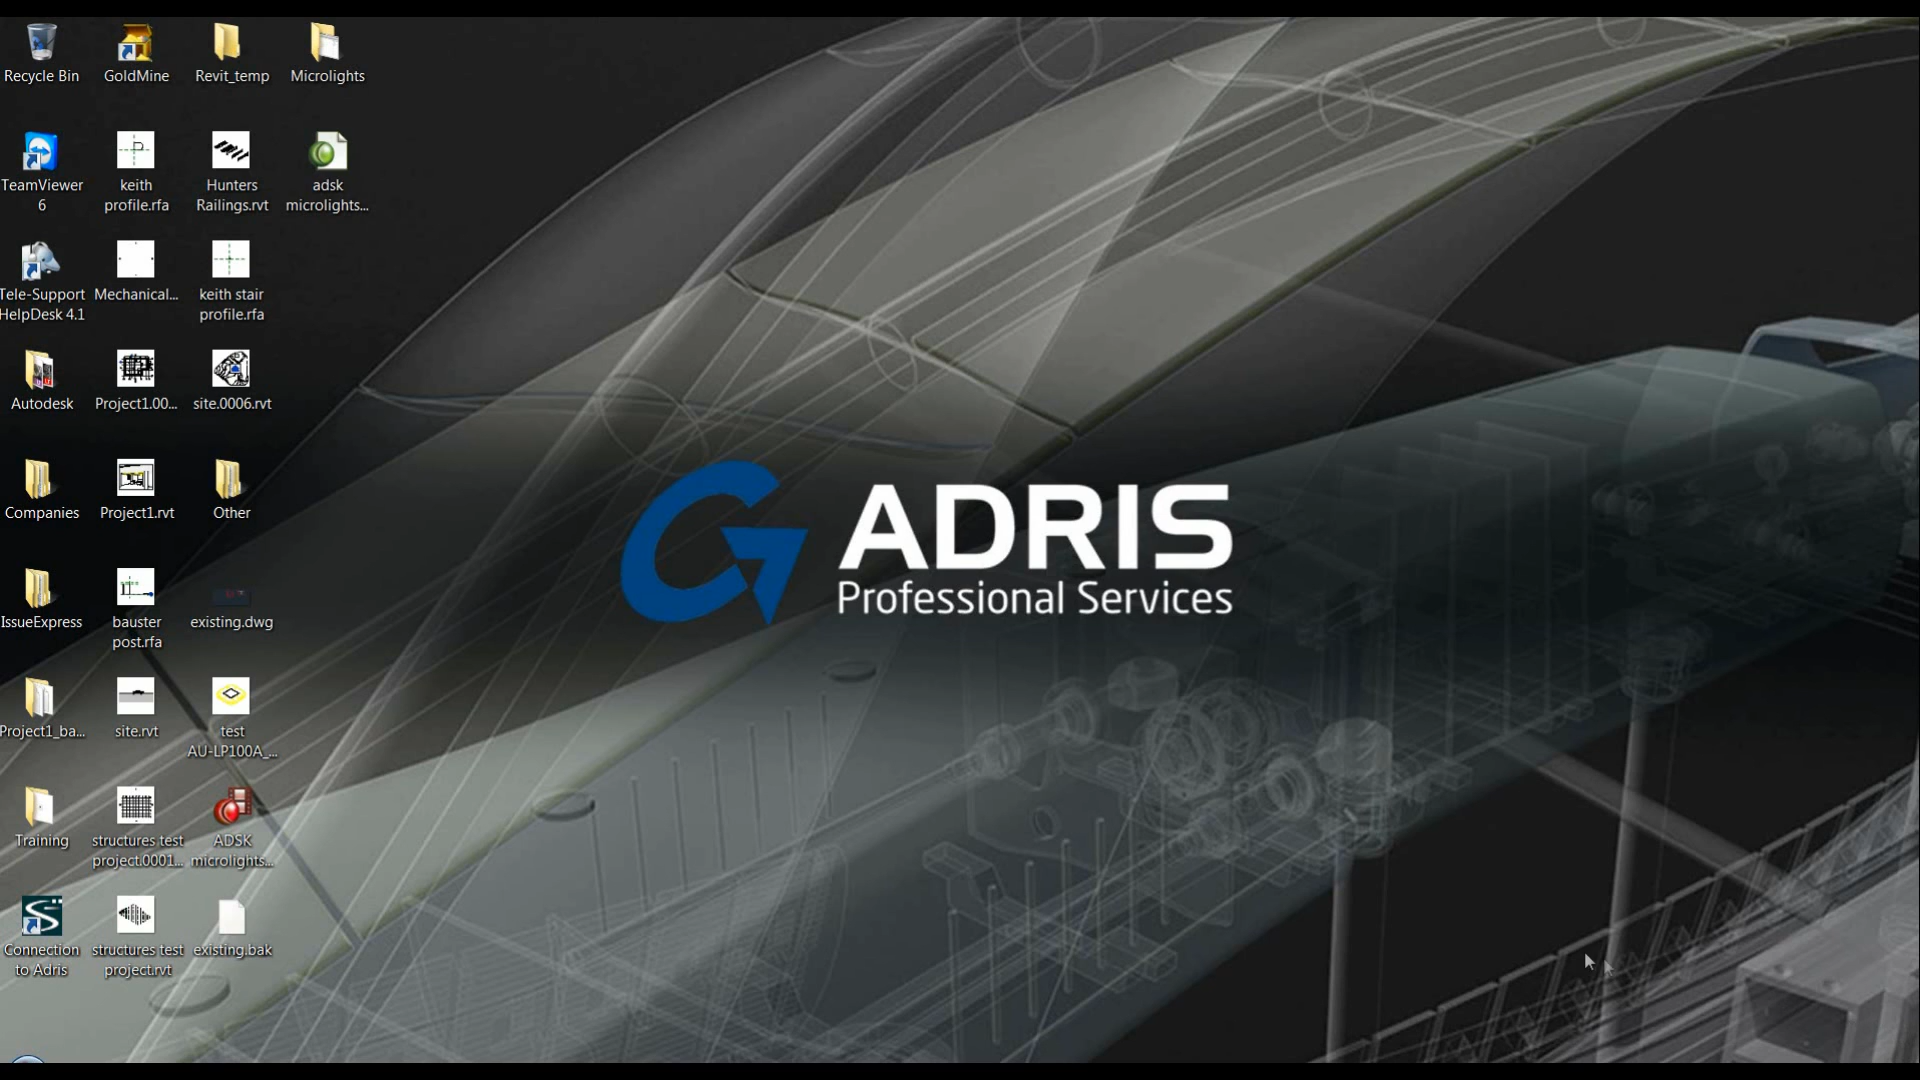 Recycle Bin
GoldMine
Revit_temp
Microlights
TeamViewer
6
keith
profile.rfa
Hunters
Railings.rvt
adsk
microlights...
Tele-Support
HelpDesk 4.1
Mechanical...
keith stair
profile.rfa
Autodesk
Project1.00...
site.0006.rvt
Companies
Project1.rvt
Other
ADRIS
Professional Services
IssueExpress
bauster
post.rfa
existing.dwg
Project1_ba...
site.rvt
test
AU-LP100A_...
Training
structures test
project.0001...
ADSK
microlights...
Connection
to Adris
structures test
project.rvt
existing.bak